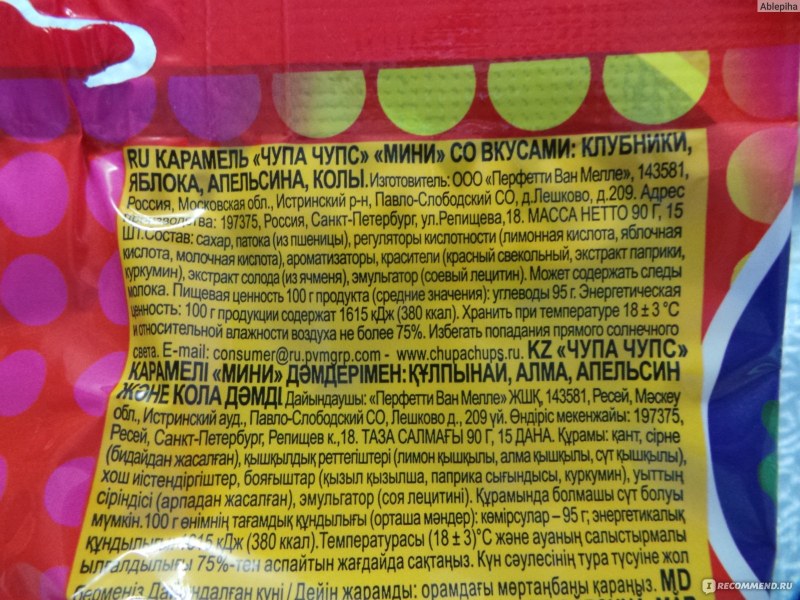 Ablepiha
RU КАРАМЕЛЬ «ЧУПА ЧУПС» «МИНИ» СО ВКУСАМИ: КЛУБНИКИ,
ЯБЛОКА, АПЕЛЬСИНА, КОЛЫ. Изготовитель: ООО «Перфетти Ван Мелле», 143581,
Россия, Московская обл., Истринский р-н, Павло-Слободский СО, д.Лешково, д.209. Адрес
производства: 197375, Россия, Санкт-Петербург, ул.Репищева,18. МАССА НЕТТО 90 Г, 15
ШТ.Состав: сахар, патока (из пшеницы), регуляторы кислотности (лимонная кислота, яблочная
кислота, молочная кислота), ароматизаторы, красители (красный свекольный, экстракт паприки,
куркумин), экстракт солода (из ячменя), эмульгатор (соевый лецитин). Может содержать следы
молока. Пищевая ценность 100 г продукта (средние значения): углеводы 95 г. Энергетическая
ценность: 100 г продукции содержат 1615 кДж (380 ккал). Хранить при температуре 18 ± 3 °C
и относительной влажности воздуха не более 75%. Избегать попадания прямого солнечного
света. E-mail: consumer@ru.pvmgrp.com - www.chupachups.ru. KZ «ЧУПА ЧУПС»
КАРАМЕЛІ «МИНИ» ДӘМДЕРІМЕН: ҚҰЛПЫНАЙ, АЛМА, АПЕЛЬСИН
ЖӘНЕ КОЛА ДӘМДІ Дайындаушы: «Перфетти Ван Мелле» ЖШҚ, 143581, Ресей, Мәскеу
обл., Истринский ауд., Павло-Слободский СО, Лешково д., 209 үй. Өндіріс мекенжайы: 197375,
Ресей, Санкт-Петербург, Репищев к.,18. ТАЗА САЛМАҒЫ 90 Г, 15 ДАНА. Құрамы: қант, сірне
(бидайдан жасалған), қышқылдық реттегіштері (лимон қышқылы, алма қышқылы, сүт қышқылы),
хош иістендіргіштер, бояғыштар (қызыл қызылша, паприка сығындысы, куркумин), уыттың
сіріндісі (арпадан жасалған), эмульгатор (соя лецитині). Құрамында болмашы сүт болуы
мүмкін.100 г өнімнің тағамдық құндылығы (орташа мәндер): көмірсулар – 95 г, энергетикалық
құндылығы 1615 кДж (380 ккал).Температурасы (18 ± 3)°C және ауаның салыстырмалы
ылғалдылығы 75%-тен аспайтын жағдайда сақтаңыз. Күн сәулесінің тура түсуіне жол
бермеңіз Дайындалған күні / Дейін жарамды: орамдағы мөртаңбаны қараңыз. MD
RECOMMEND.RU